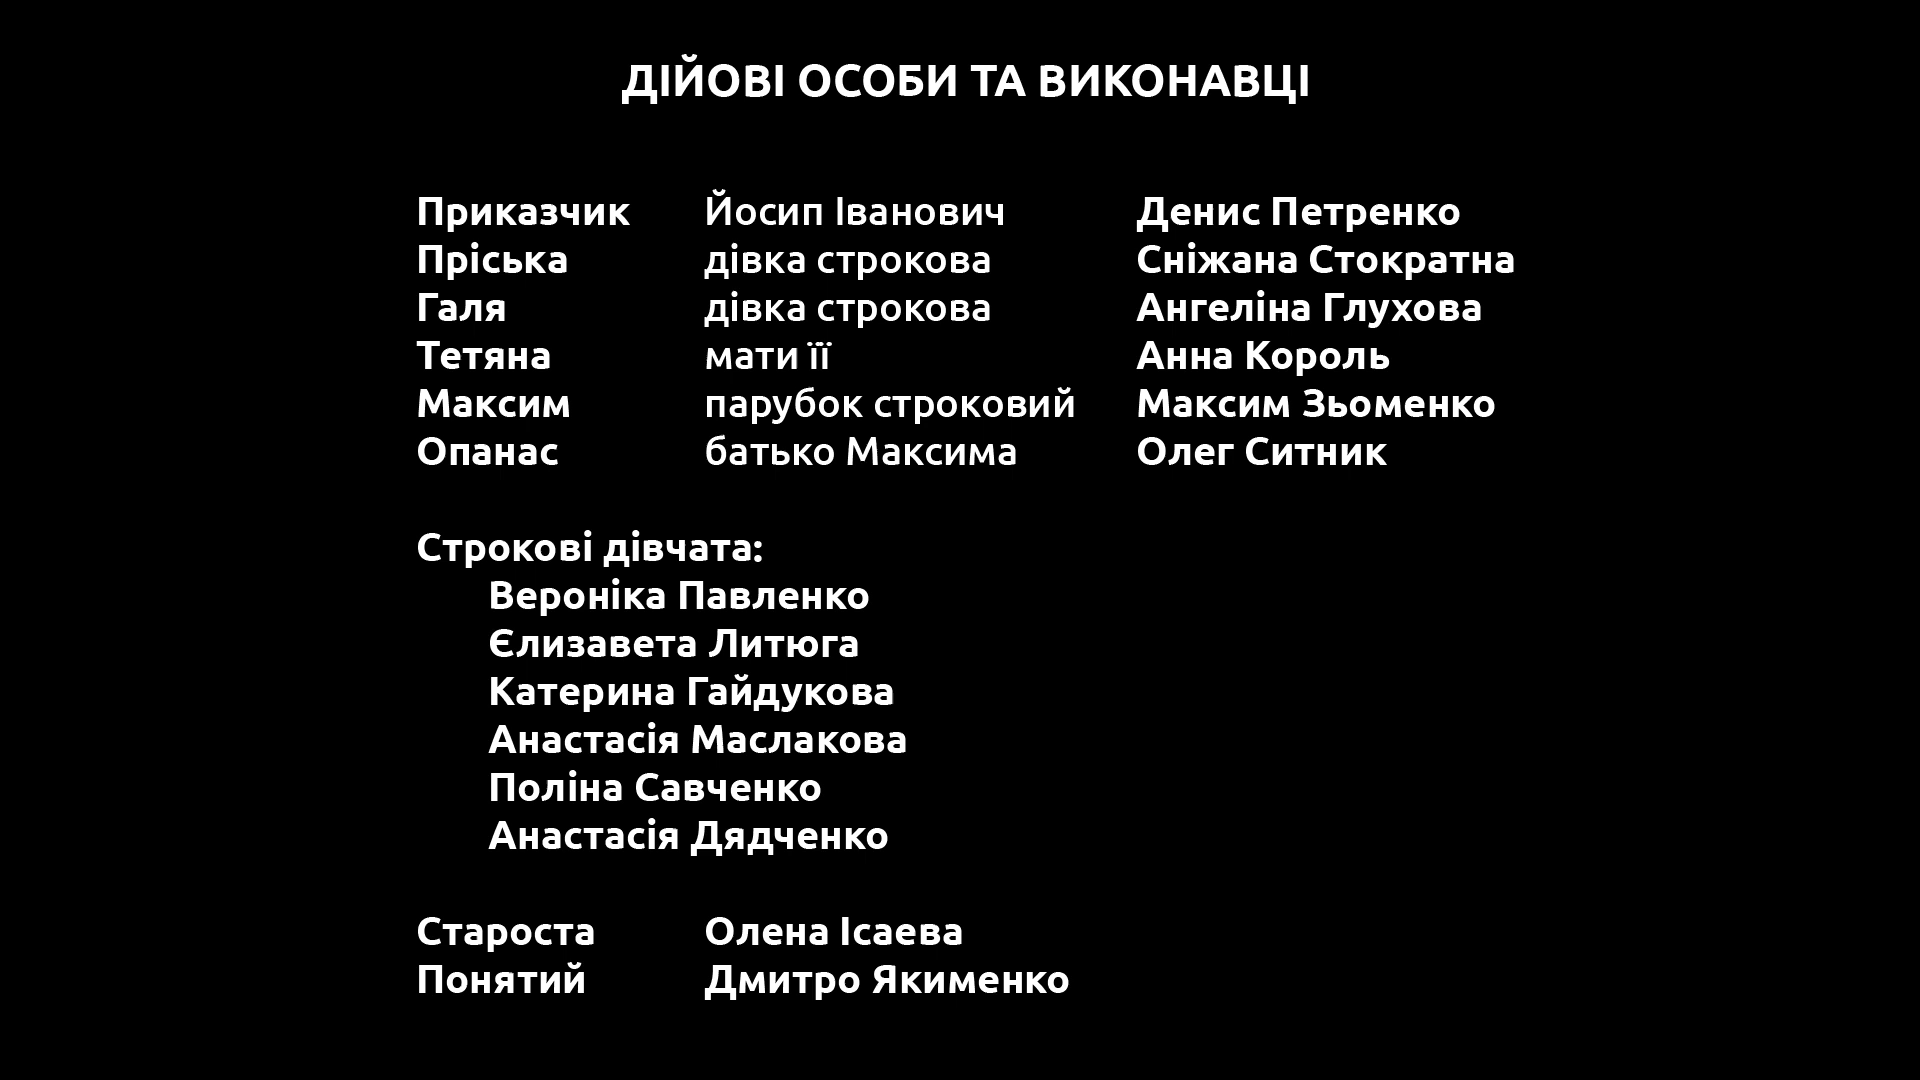 ДІЙОВІ ОСОБИ ТА ВИКОНАВЦІ
Приказчик Йосип Іванович Денис Петренко
Пріська дівка строкова Сніжана Стократна
Галя дівка строкова Ангеліна Глухова
Тетяна мати її Анна Король
Максим парубок строковий Максим Зьоменко
Опанас батько Максима Олег Ситник
Строкові дівчата:
Вероніка Павленко
Єлизавета Литюга
Катерина Гайдукова
Анастасія Маслакова
Поліна Савченко
Анастасія Дядченко
Староста Олена Ісаева
Понятий Дмитро Якименко